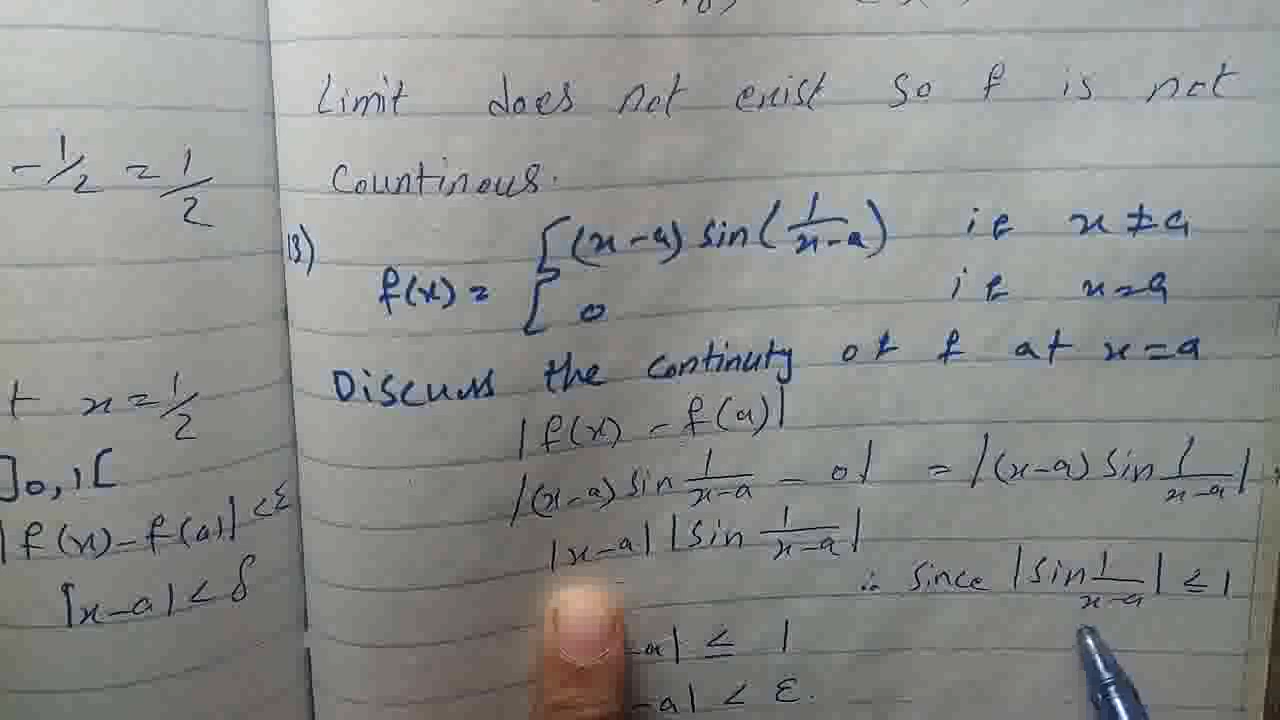 -1/2 = 1/2
t x = 1/2
]0, 1[
|f(x) - f(a)| < ε
|x-a| < δ
Limit does not exist so f is not
Countinous.
13)
f(x) = [(x-a) sin(1/x-a) if x ≠ a
[ 0 if x=a
Discuss the continuty of f at x=a
|f(x) - f(a)|
|(x-a) sin 1/x-a - 0| = |(x-a) sin 1/x-a|
|x-a| |sin 1/x-a|
∴ Since |sin 1/x-a| ≤ 1
-a| ≤ 1
-a| < ε.